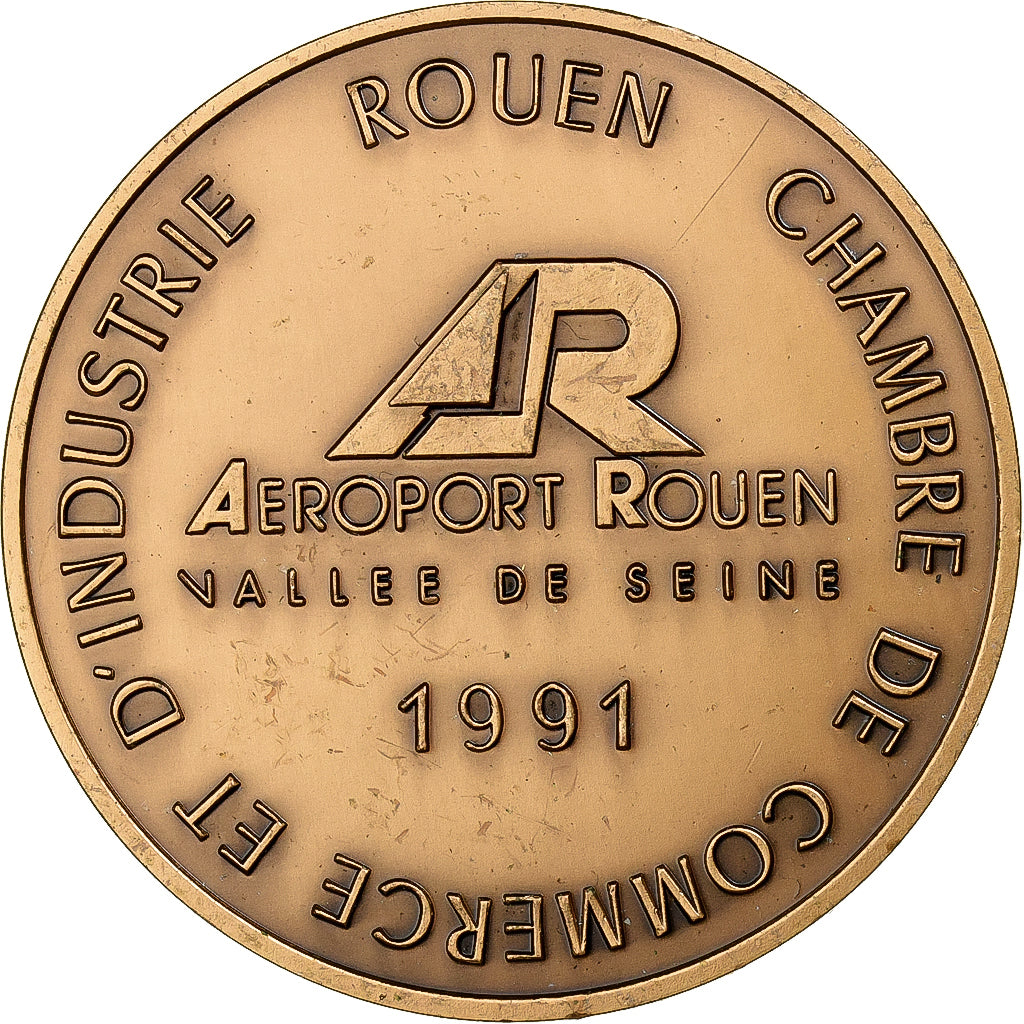 ROUEN CHAMBRE DE COMMERCE ET D'INDUSTRIE
AR
AEROPORT ROUEN
VALLEE DE SEINE
1991